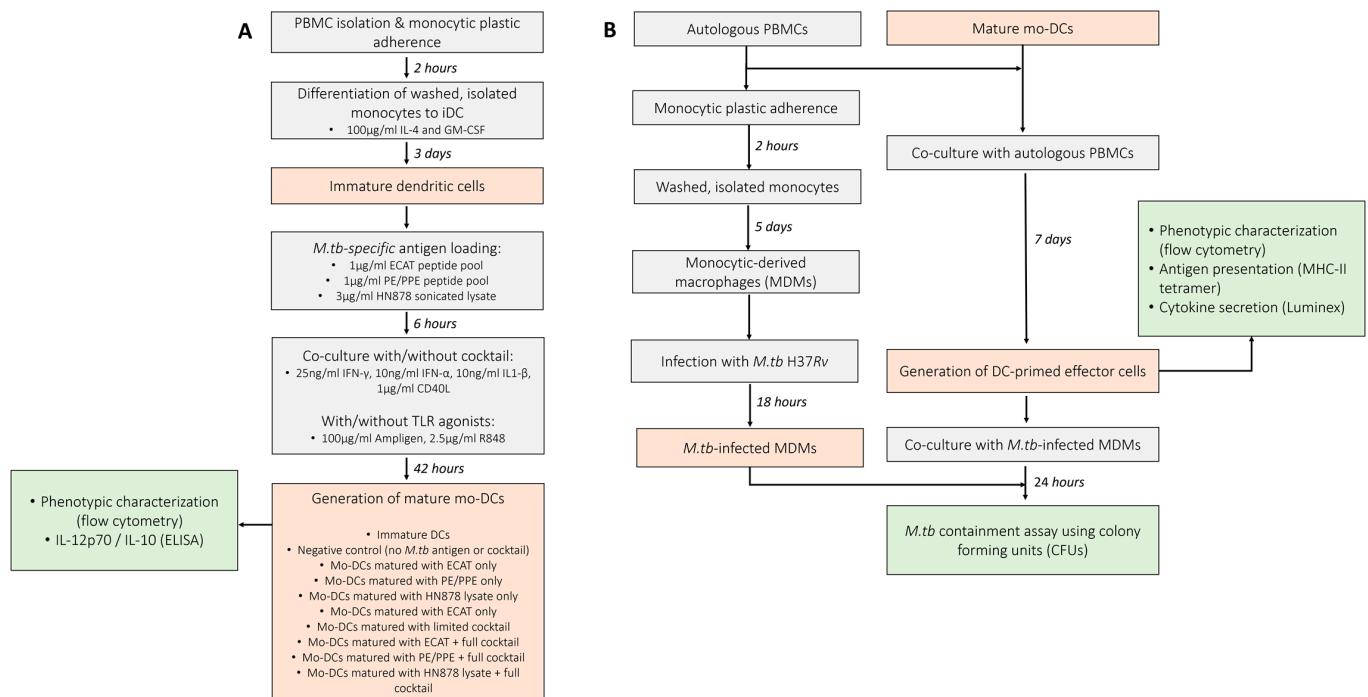 A
PBMC isolation & monocytic plastic
adherence
2 hours
Differentiation of washed, isolated
monocytes to iDC
• 100µg/ml IL-4 and GM-CSF
3 days
Immature dendritic cells
M.tb-specific antigen loading:
• 1µg/ml ECAT peptide pool
• 1µg/ml PE/PPE peptide pool
• 3µg/ml HN878 sonicated lysate
6 hours
Co-culture with/without cocktail:
• 25ng/ml IFN-γ, 10ng/ml IFN-α, 10ng/ml IL1-β,
1µg/ml CD40L
With/without TLR agonists:
• 100µg/ml Ampligen, 2.5µg/ml R848
42 hours
Generation of mature mo-DCs
• Immature DCs
• Negative control (no M.tb antigen or cocktail)
• Mo-DCs matured with ECAT only
• Mo-DCs matured with PE/PPE only
• Mo-DCs matured with HN878 lysate only
• Mo-DCs matured with ECAT only
• Mo-DCs matured with limited cocktail
• Mo-DCs matured with ECAT + full cocktail
• Mo-DCs matured with PE/PPE + full cocktail
• Mo-DCs matured with HN878 lysate + full
cocktail
• Phenotypic characterization
(flow cytometry)
• IL-12p70 / IL-10 (ELISA)
B
Autologous PBMCs
Monocytic plastic adherence
2 hours
Washed, isolated monocytes
5 days
Monocytic-derived
macrophages (MDMs)
Infection with M.tb H37Rv
18 hours
M.tb-infected MDMs
Mature mo-DCs
Co-culture with autologous PBMCs
7 days
Generation of DC-primed effector cells
Co-culture with M.tb-infected MDMs
24 hours
M.tb containment assay using colony
forming units (CFUs)
• Phenotypic characterization
(flow cytometry)
• Antigen presentation (MHC-II
tetramer)
• Cytokine secretion (Luminex)